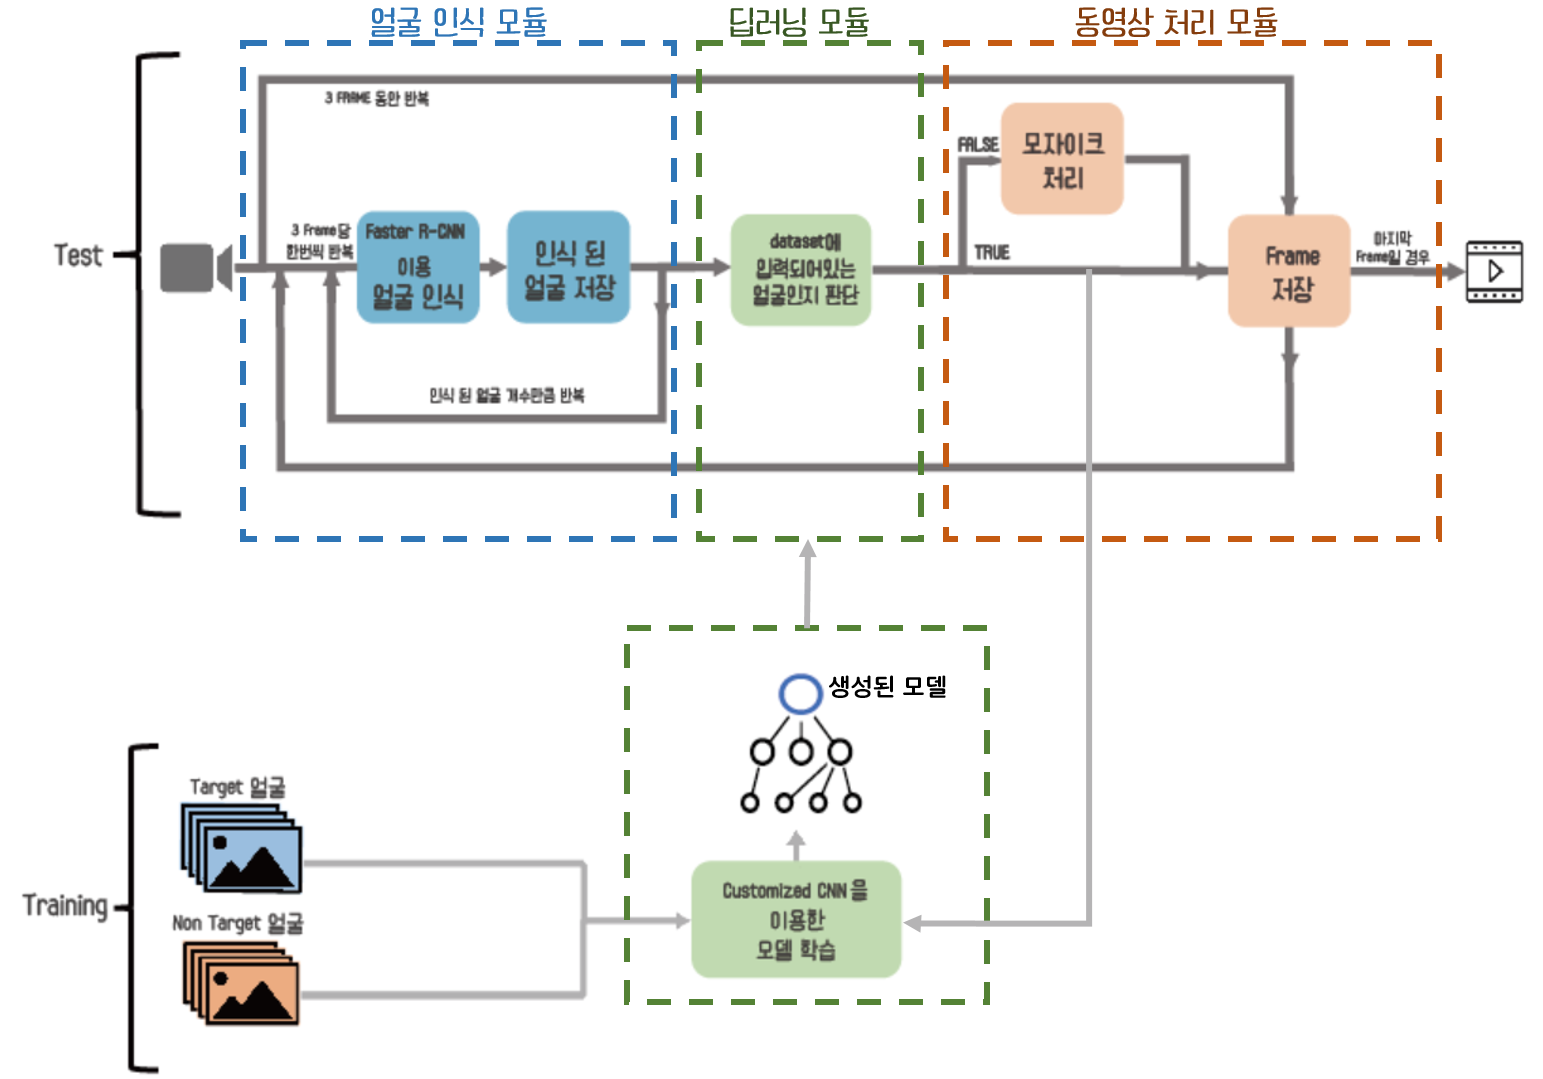 얼굴 인식 모듈
딥러닝 모듈
동영상 처리 모듈
3 FRAME 동안 반복
FALSE
모자이크
처리
Test
3 Frame당
한번씩 반복
Faster R-CNN
이용
얼굴 인식
인식 된
얼굴 저장
dataset에
입력되어있는
얼굴인지 판단
TRUE
Frame
저장
마지막
Frame일 경우
인식 된 얼굴 개수만큼 반복
생성된 모델
Target 얼굴
Training
Non Target 얼굴
Customized CNN 을
이용한
모델 학습